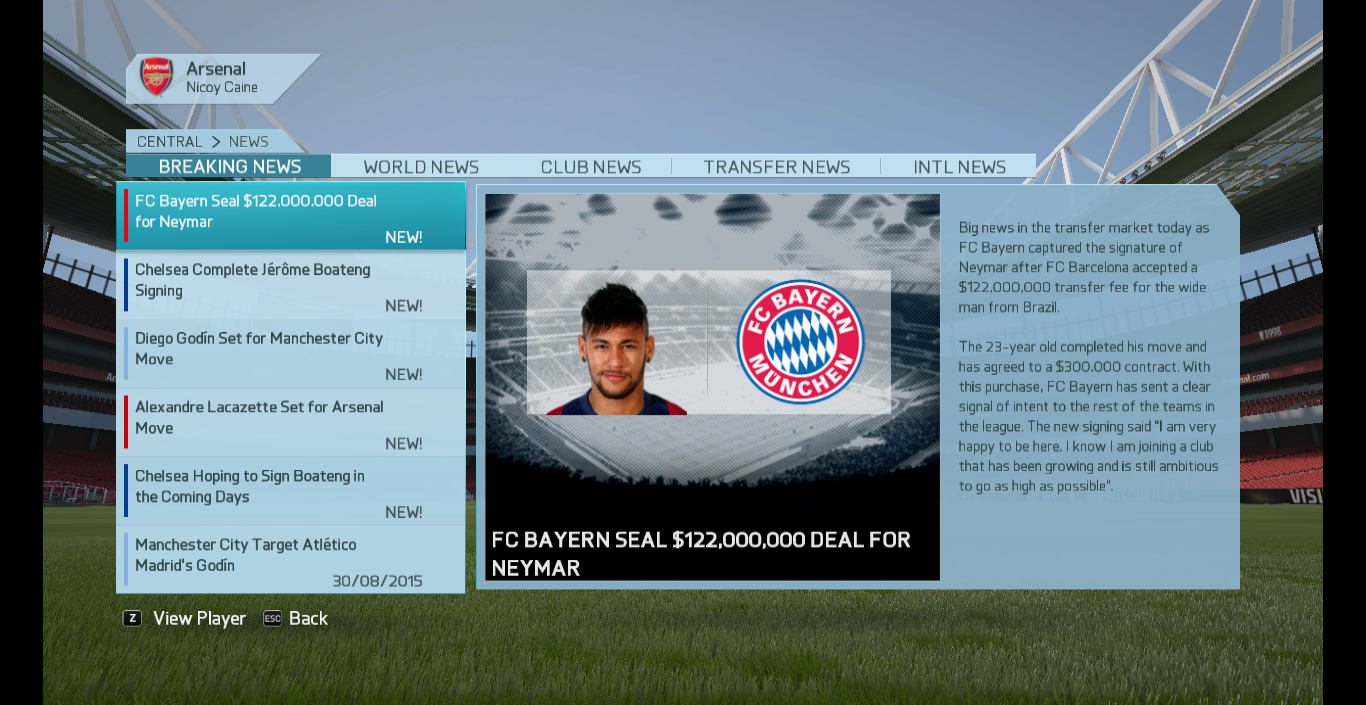 Arsenal
Arsenal
Nicoy Caine
CENTRAL > NEWS
BREAKING NEWS
WORLD NEWS
CLUB NEWS
TRANSFER NEWS
INTL NEWS
FC Bayern Seal $122,000,000 Deal
for Neymar
NEW!
Chelsea Complete Jérôme Boateng
Signing
NEW!
Diego Godín Set for Manchester City
Move
NEW!
Alexandre Lacazette Set for Arsenal
Move
NEW!
Chelsea Hoping to Sign Boateng in
the Coming Days
NEW!
Manchester City Target Atlético
Madrid's Godín
30/08/2015
FC BAYERN
MÜNCHEN
FC BAYERN SEAL $122,000,000 DEAL FOR
NEYMAR
Big news in the transfer market today as
FC Bayern captured the signature of
Neymar after FC Barcelona accepted a
$122,000,000 transfer fee for the wide
man from Brazil.
The 23-year old completed his move and
has agreed to a $300,000 contract. With
this purchase, FC Bayern has sent a clear
signal of intent to the rest of the teams in
the league. The new signing said "I am very
happy to be here. I know I am joining a club
that has been growing and is still ambitious
to go as high as possible".
Z View Player ESC Back
1998
nal.com
VISI